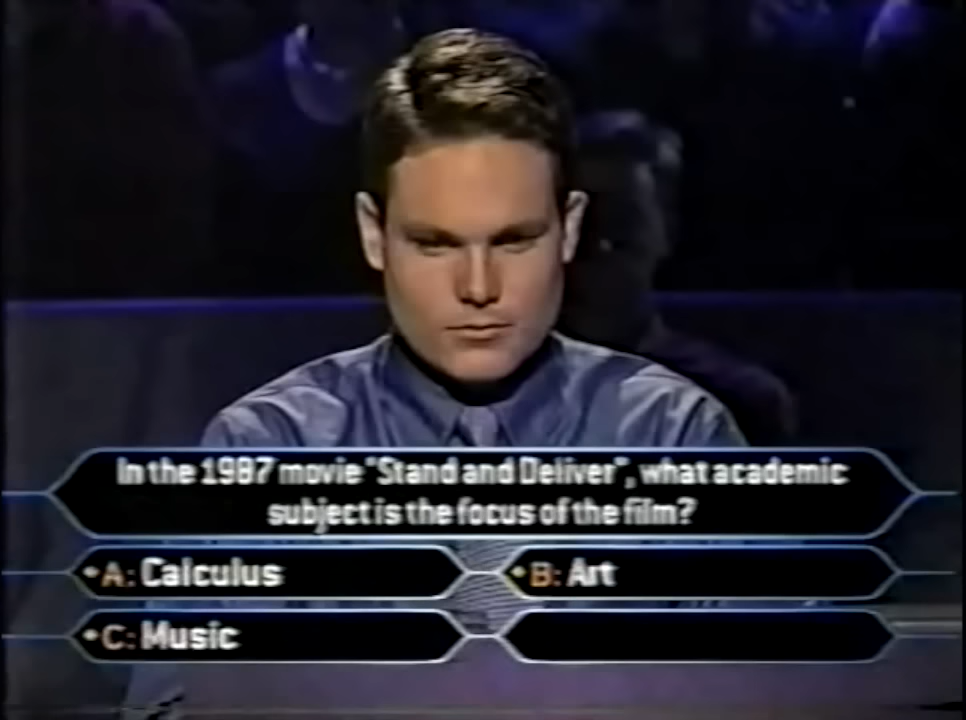 In the 1987 movie "Stand and Deliver", what academic
subject is the focus of the film?
A: Calculus
B: Art
C: Music